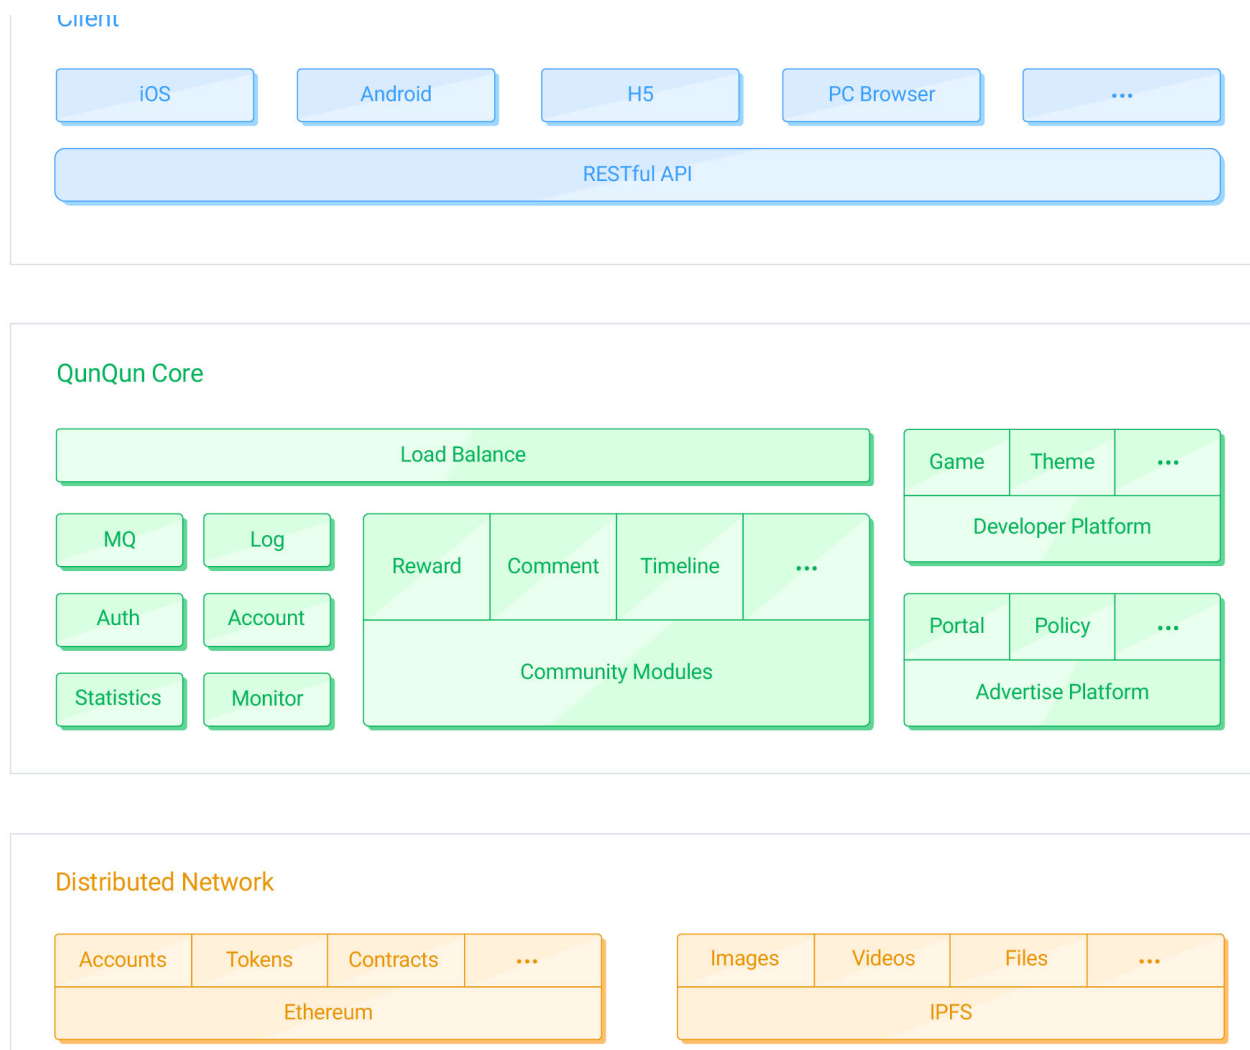 Client
iOS
Android
H5
PC Browser
...
RESTful API
QunQun Core
Load Balance
Game
Theme
...
Developer Platform
MQ
Log
Reward
Comment
Timeline
...
Auth
Account
Portal
Policy
...
Community Modules
Statistics
Monitor
Advertise Platform
Distributed Network
Accounts
Tokens
Contracts
...
Ethereum
Images
Videos
Files
...
IPFS